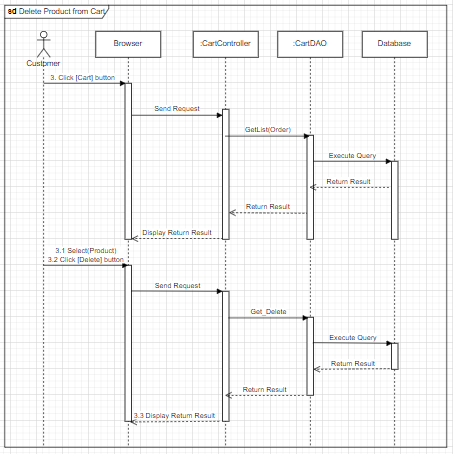 sd Delete Product from Cart
Customer
Browser
:CartController
:CartDAO
Database
3. Click [Cart] button
Send Request
GetList(Order)
Execute Query
Return Result
Return Result
Display Return Result
3.1 Select(Product)
3.2 Click [Delete] button
Send Request
Get_Delete
Execute Query
Return Result
Return Result
3.3 Display Return Result